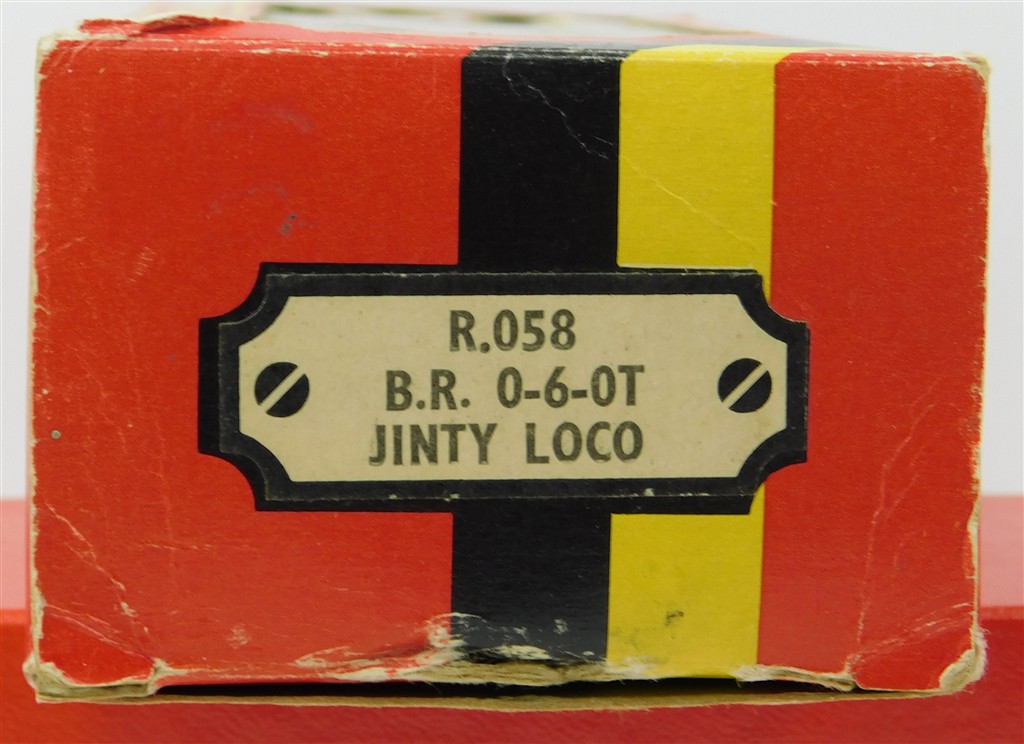 R.058
B.R. 0-6-0T
JINTY LOCO